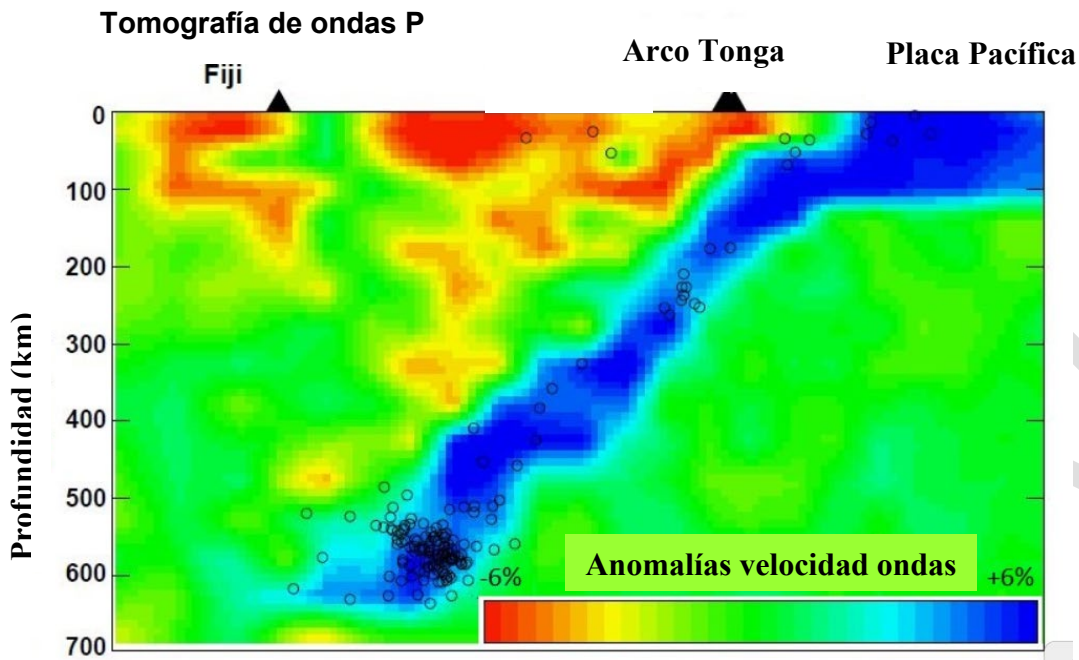 Tomografía de ondas P
Fiji
Arco Tonga
Placa Pacífica
0
100
200
300
400
500
600
700
Profundidad (km)
Anomalías velocidad ondas
-6%
+6%